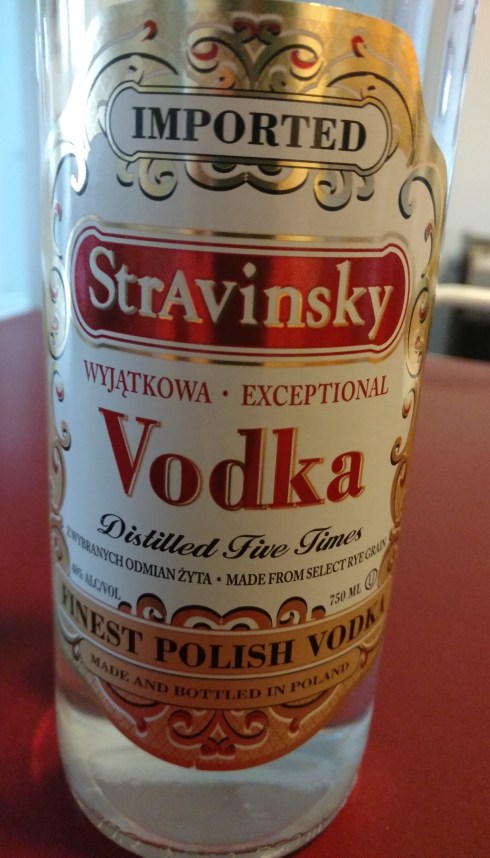 IMPORTED
StrAvinsky
WYJĄTKOWA · EXCEPTIONAL
Vodka
Distilled Five Times
Z WYBRANYCH ODMIAN ŻYTA · MADE FROM SELECT RYE GRAIN
40% ALC/VOL 750 ML Ⓤ
FINEST POLISH VODKA
MADE AND BOTTLED IN POLAND